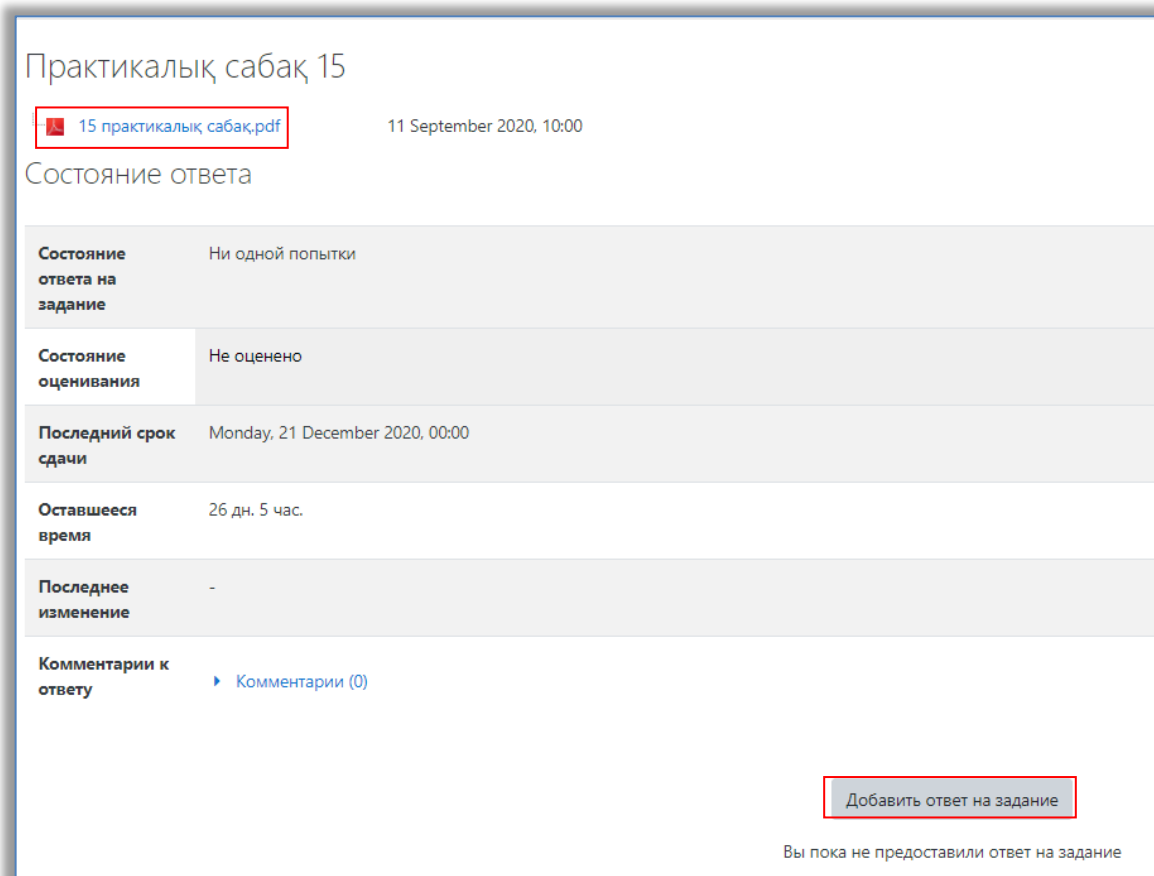 Практикалық сабақ 15
15 практикалық сабақ.pdf 11 September 2020, 10:00
Состояние ответа
Состояние Ни одной попытки
ответа на
задание
Состояние Не оценено
оценивания
Последний срок Monday, 21 December 2020, 00:00
сдачи
Оставшееся 26 дн. 5 час.
время
Последнее -
изменение
Комментарии к
ответу Комментарии (0)
Добавить ответ на задание
Вы пока не предоставили ответ на задание